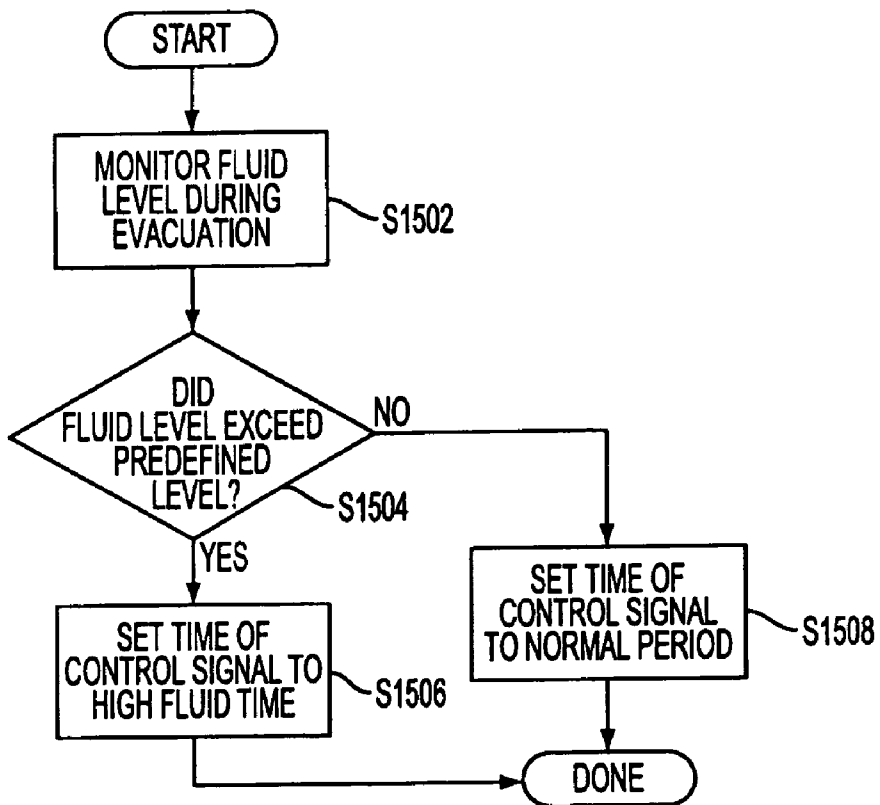 START
MONITOR FLUID
LEVEL DURING
EVACUATION
S1502
DID
FLUID LEVEL EXCEED
PREDEFINED
LEVEL?
S1504
NO
YES
SET TIME OF
CONTROL SIGNAL TO
HIGH FLUID TIME
S1506
SET TIME OF
CONTROL SIGNAL
TO NORMAL PERIOD
S1508
DONE